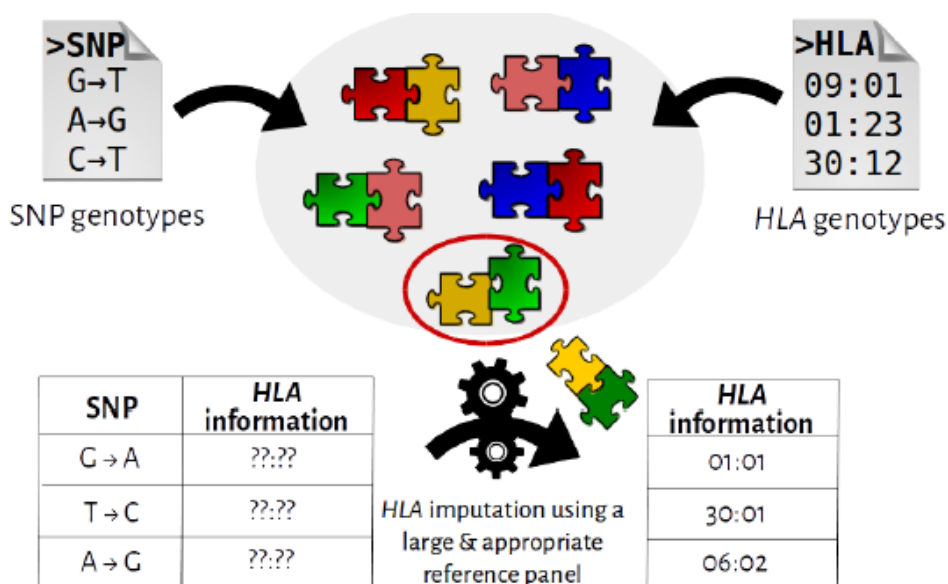 >SNP
G→T
A→G
C→T
SNP genotypes
>HLA
09:01
01:23
30:12
HLA genotypes
SNP HLA information
G→A ??:??
T→C ??:??
A→G ??:??
HLA imputation using a
large & appropriate
reference panel
HLA
information
01:01
30:01
06:02